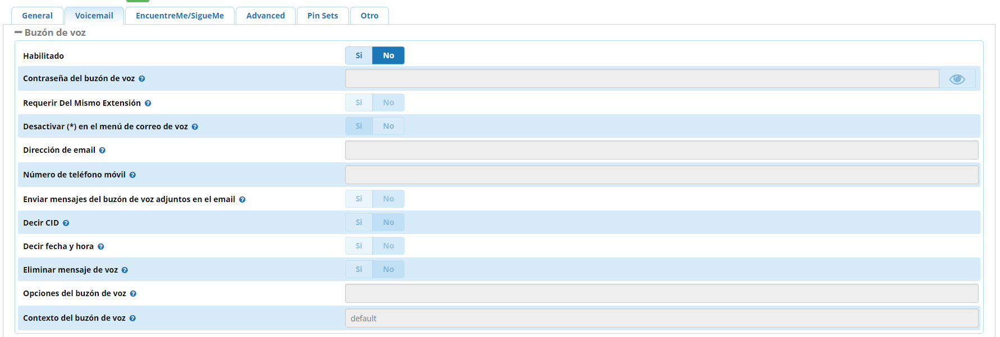 General Voicemail EncuentreMe/SigueMe Advanced Pin Sets Otro
Buzón de voz
Habilitado Si No
Contraseña del buzón de voz
Requerir Del Mismo Extensión Si No
Desactivar (*) en el menú de correo de voz Si No
Dirección de email
Número de teléfono móvil
Enviar mensajes del buzón de voz adjuntos en el email Si No
Decir CID Si No
Decir fecha y hora Si No
Eliminar mensaje de voz Si No
Opciones del buzón de voz
Contexto del buzón de voz default